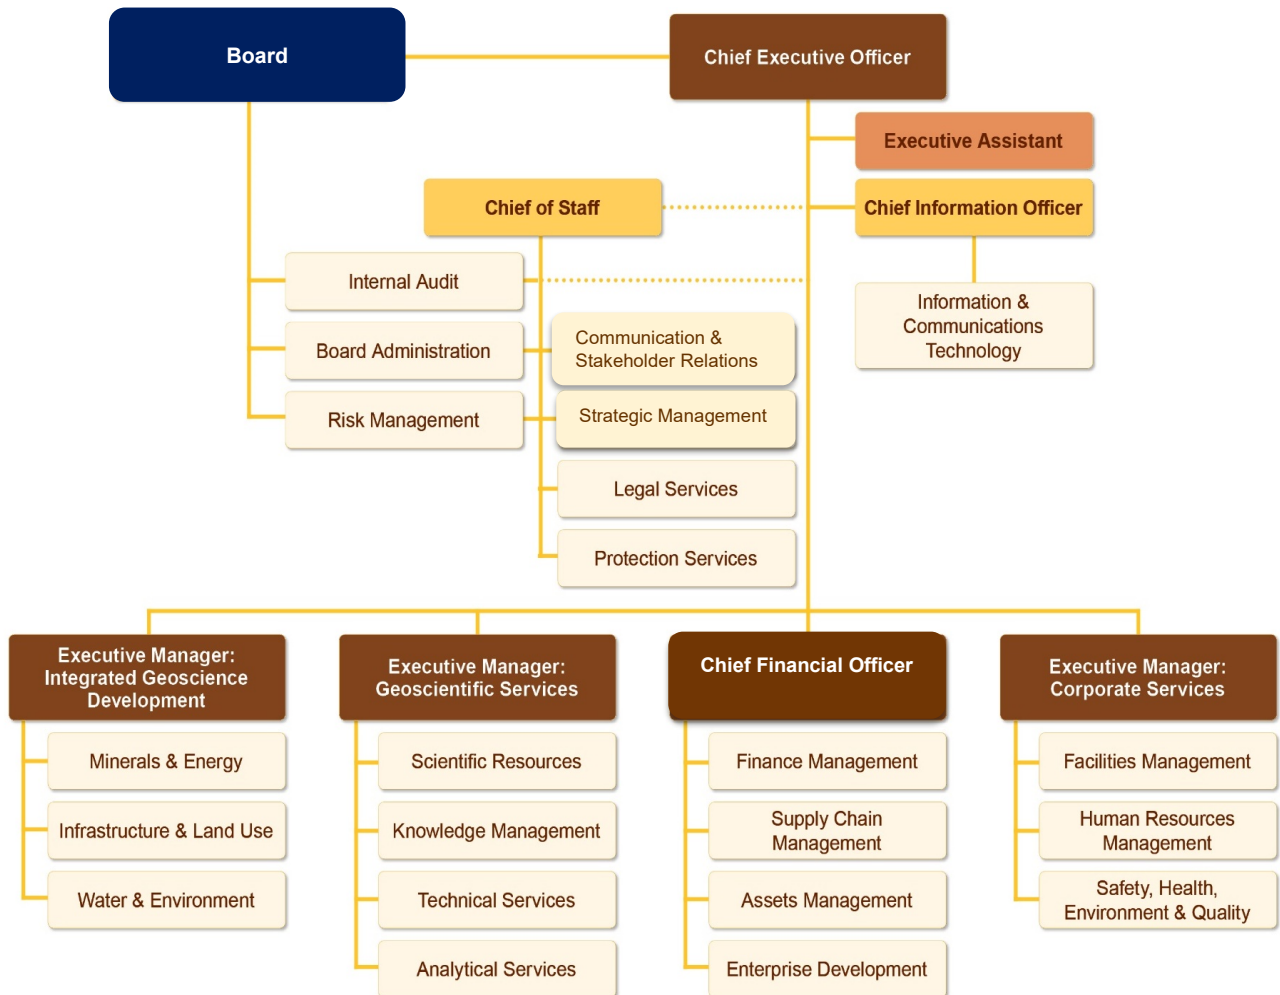 Board
Chief Executive Officer
Executive Assistant
Chief of Staff
Chief Information Officer
Internal Audit
Information &
Communications
Technology
Board Administration
Communication &
Stakeholder Relations
Risk Management
Strategic Management
Legal Services
Protection Services
Executive Manager:
Integrated Geoscience
Development
Minerals & Energy
Infrastructure & Land Use
Water & Environment
Executive Manager:
Geoscientific Services
Scientific Resources
Knowledge Management
Technical Services
Analytical Services
Chief Financial Officer
Finance Management
Supply Chain
Management
Assets Management
Enterprise Development
Executive Manager:
Corporate Services
Facilities Management
Human Resources
Management
Safety, Health,
Environment & Quality